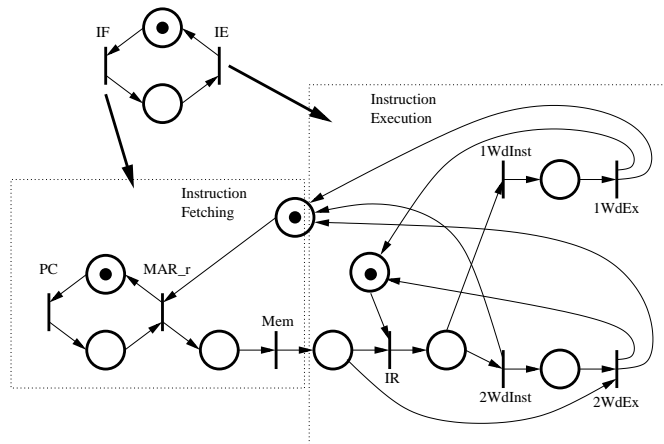 IF
IE
Instruction
Execution
1WdInst
1WdEx
Instruction
Fetching
PC
MAR_r
Mem
IR
2WdInst
2WdEx